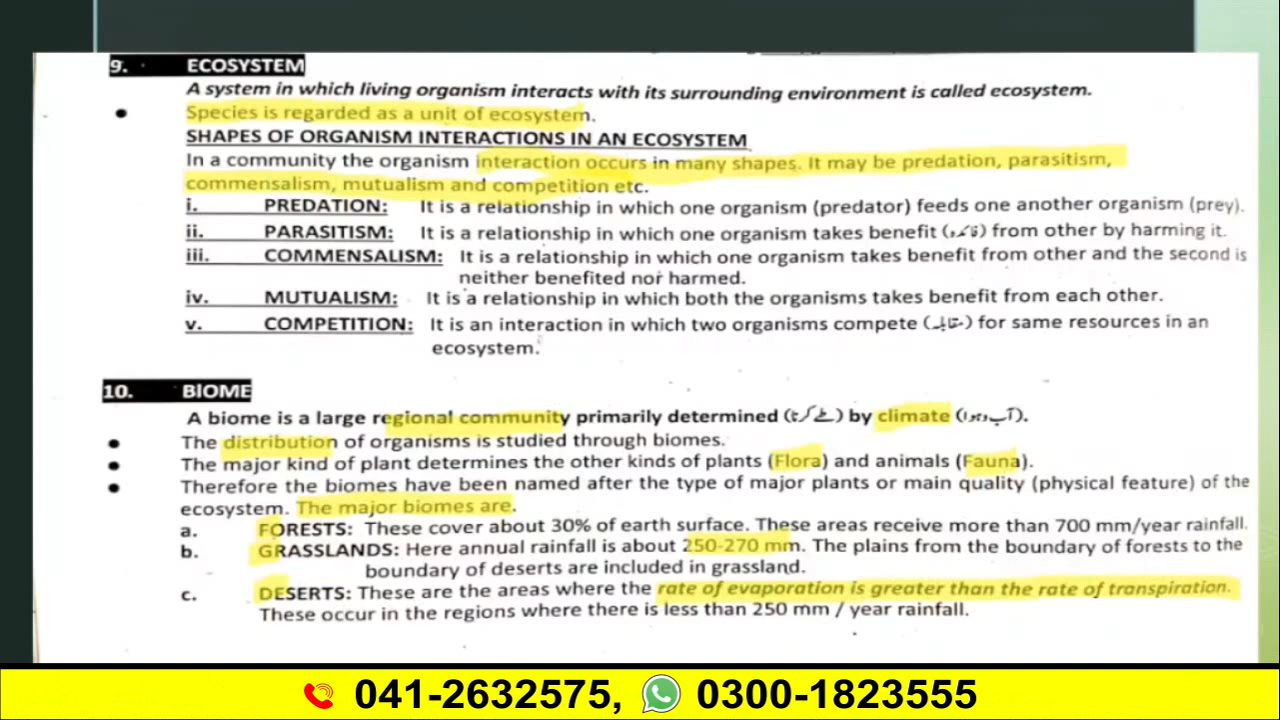 9. ECOSYSTEM
A system in which living organism interacts with its surrounding environment is called ecosystem.
• Species is regarded as a unit of ecosystem.
SHAPES OF ORGANISM INTERACTIONS IN AN ECOSYSTEM
In a community the organism interaction occurs in many shapes. It may be predation, parasitism,
commensalism, mutualism and competition etc.
i. PREDATION: It is a relationship in which one organism (predator) feeds one another organism (prey).
ii. PARASITISM: It is a relationship in which one organism takes benefit (فائدہ) from other by harming it.
iii. COMMENSALISM: It is a relationship in which one organism takes benefit from other and the second is
neither benefited nor harmed.
iv. MUTUALISM: It is a relationship in which both the organisms takes benefit from each other.
v. COMPETITION: It is an interaction in which two organisms compete (مقابلہ) for same resources in an
ecosystem.
10. BIOME
A biome is a large regional community primarily determined (طے کرنا) by climate (آب وہوا).
• The distribution of organisms is studied through biomes.
• The major kind of plant determines the other kinds of plants (Flora) and animals (Fauna).
• Therefore the biomes have been named after the type of major plants or main quality (physical feature) of the
ecosystem. The major biomes are.
a. FORESTS: These cover about 30% of earth surface. These areas receive more than 700 mm/year rainfall.
b. GRASSLANDS: Here annual rainfall is about 250-270 mm. The plains from the boundary of forests to the
boundary of deserts are included in grassland.
c. DESERTS: These are the areas where the rate of evaporation is greater than the rate of transpiration.
These occur in the regions where there is less than 250 mm / year rainfall.
041-2632575, 0300-1823555